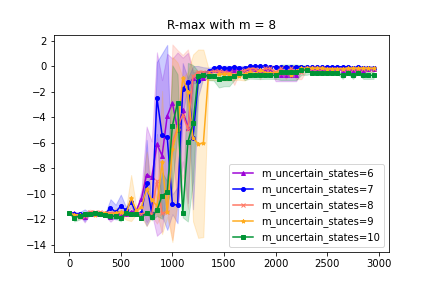 R-max with m = 8
2
0
−2
−4
−6
−8
−10
−12
−14
m_uncertain_states=6
m_uncertain_states=7
m_uncertain_states=8
m_uncertain_states=9
m_uncertain_states=10
0 500 1000 1500 2000 2500 3000